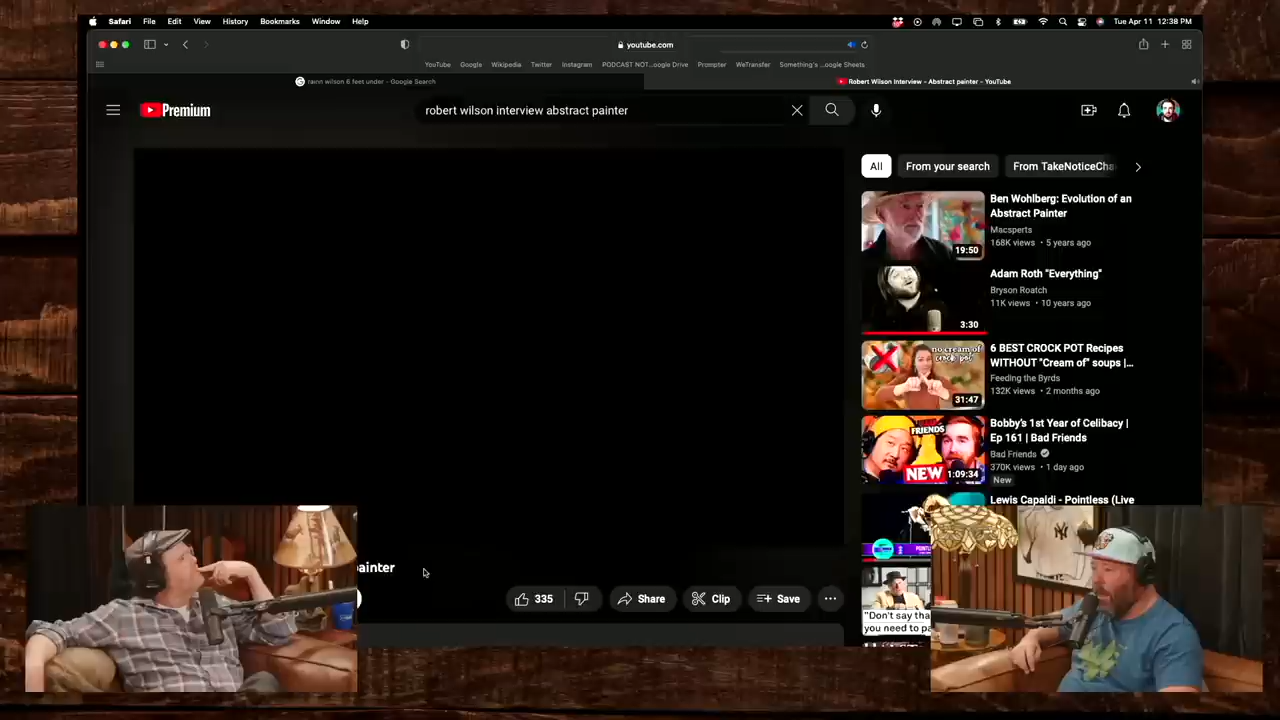 Safari File Edit View History Bookmarks Window Help
Tue Apr 11 12:38 PM
youtube.com
YouTube Google Wikipedia Twitter Instagram PODCAST NOT...oogle Drive Prompter WeTransfer Something's ...oogle Sheets
rainn wilson 6 feet under - Google Search
Robert Wilson Interview - Abstract painter - YouTube
Premium
robert wilson interview abstract painter
All
From your search
From TakeNoticeCha
Ben Wohlberg: Evolution of an
Abstract Painter
Macsperts
168K views • 5 years ago
19:50
Adam Roth "Everything"
Bryson Roatch
11K views • 10 years ago
3:30
no cream of
crock pot
6 BEST CROCK POT Recipes
WITHOUT "Cream of" soups |...
Feeding the Byrds
132K views • 2 months ago
31:47
FRIENDS
NEW
Bobby's 1st Year of Celibacy |
Ep 161 | Bad Friends
Bad Friends
370K views • 1 day ago
1:09:34
New
Lewis Capaldi - Pointless (Live
"Don't say tha
you need to pa
painter
335
Share
Clip
Save